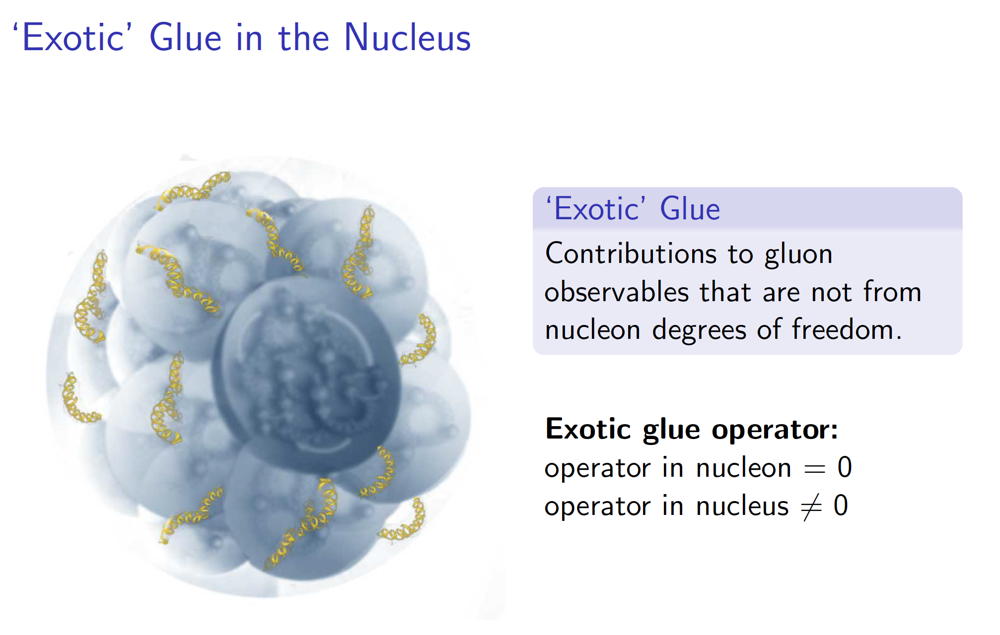 ‘Exotic’ Glue in the Nucleus
‘Exotic’ Glue
Contributions to gluon
observables that are not from
nucleon degrees of freedom.
Exotic glue operator:
operator in nucleon = 0
operator in nucleus ≠ 0